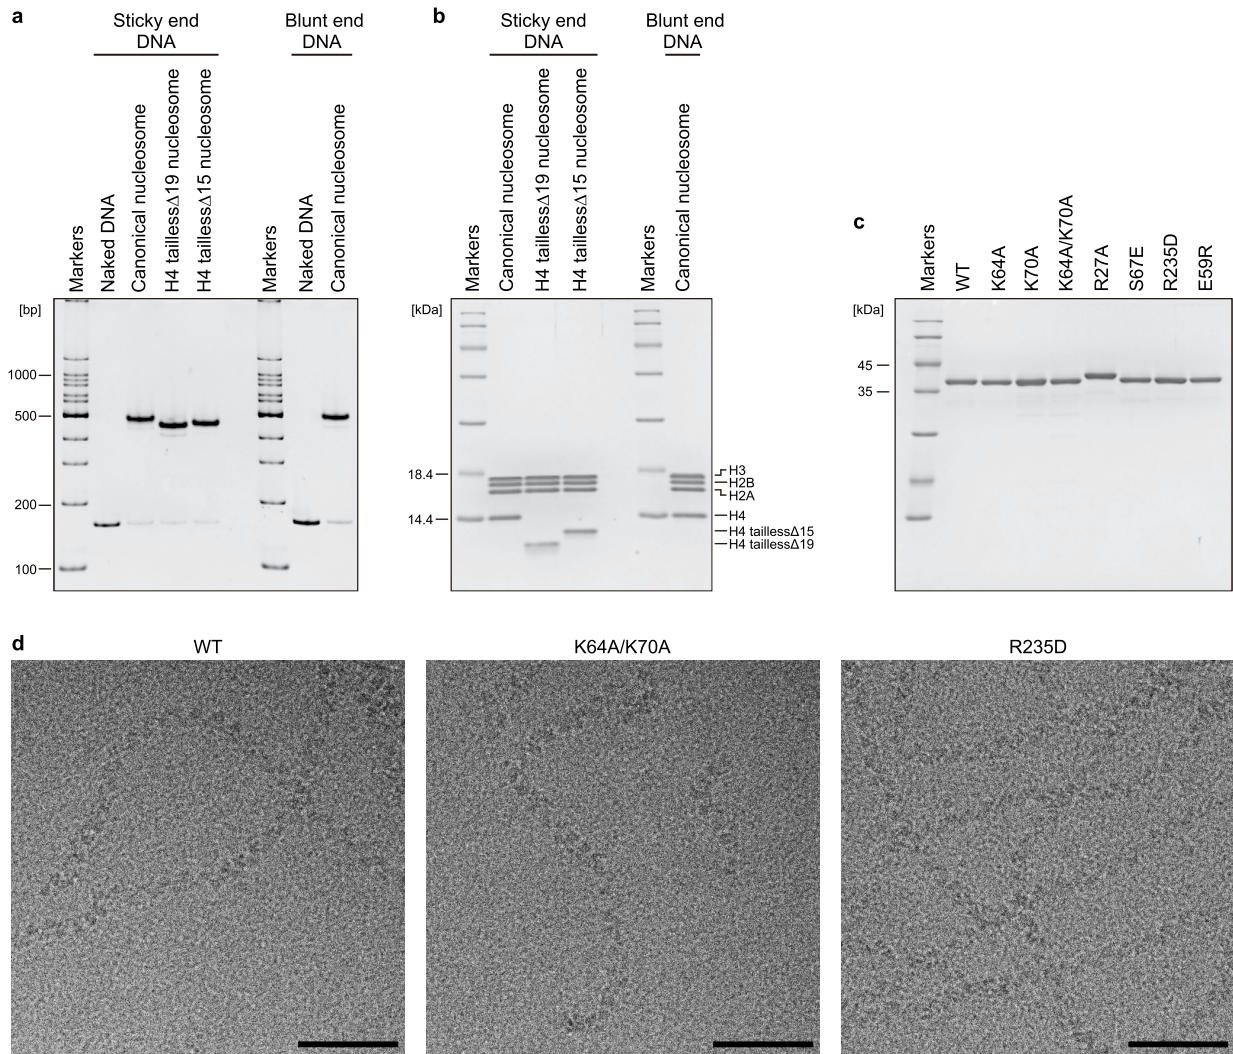 a
Sticky end
DNA
Blunt end
DNA
Markers
Naked DNA
Canonical nucleosome
H4 taillessΔ19 nucleosome
H4 taillessΔ15 nucleosome
Markers
Naked DNA
Canonical nucleosome
[bp]
1000
500
200
100
b
Sticky end
DNA
Blunt end
DNA
Markers
Canonical nucleosome
H4 taillessΔ19 nucleosome
H4 taillessΔ15 nucleosome
Markers
Canonical nucleosome
[kDa]
18.4
14.4
H3
H2B
H2A
H4
H4 taillessΔ15
H4 taillessΔ19
c
Markers
WT
K64A
K70A
K64A/K70A
R27A
S67E
R235D
E59R
[kDa]
45
35
d
WT
K64A/K70A
R235D